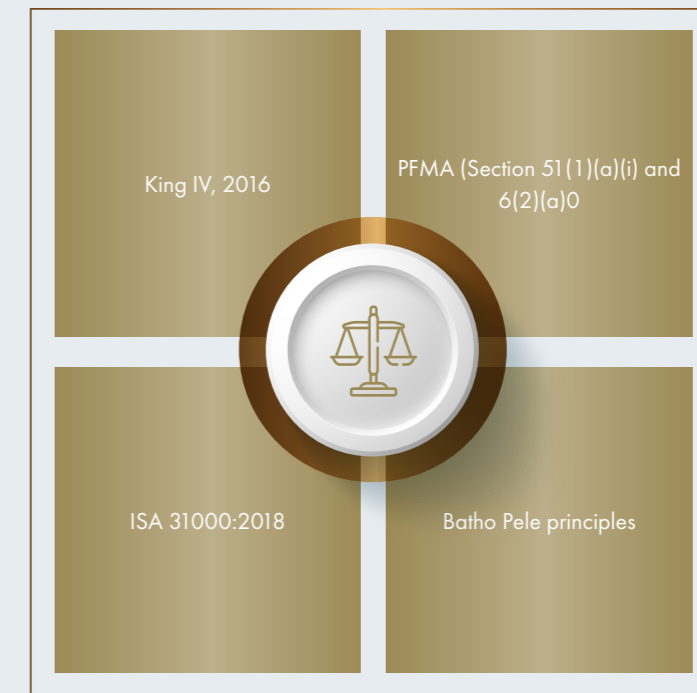 King IV, 2016
PFMA (Section 51(1)(a)(i) and
6(2)(a)0
ISA 31000:2018
Batho Pele principles